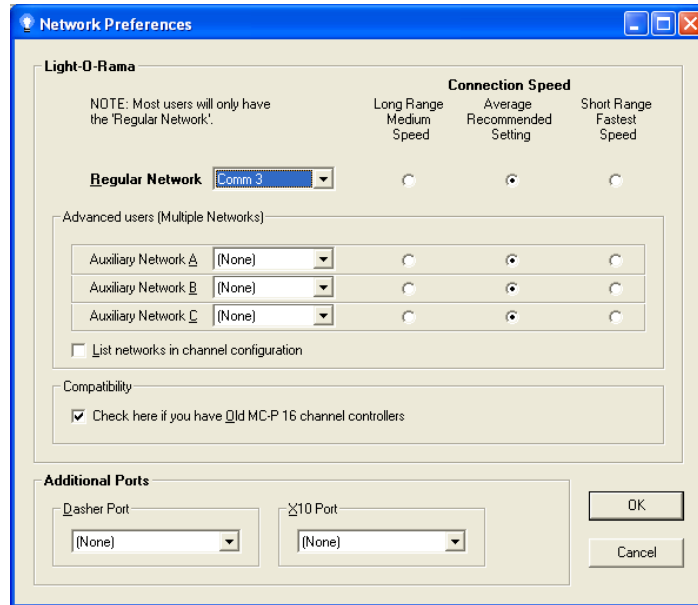 Network Preferences
Light-O-Rama
NOTE: Most users will only have
the 'Regular Network'.
Connection Speed
Long Range
Medium
Speed
Average
Recommended
Setting
Short Range
Fastest
Speed
Regular Network Comm 3
Advanced users (Multiple Networks)
Auxiliary Network A (None)
Auxiliary Network B (None)
Auxiliary Network C (None)
List networks in channel configuration
Compatibility
Check here if you have Old MC-P 16 channel controllers
Additional Ports
Dasher Port
(None)
X10 Port
(None)
OK
Cancel